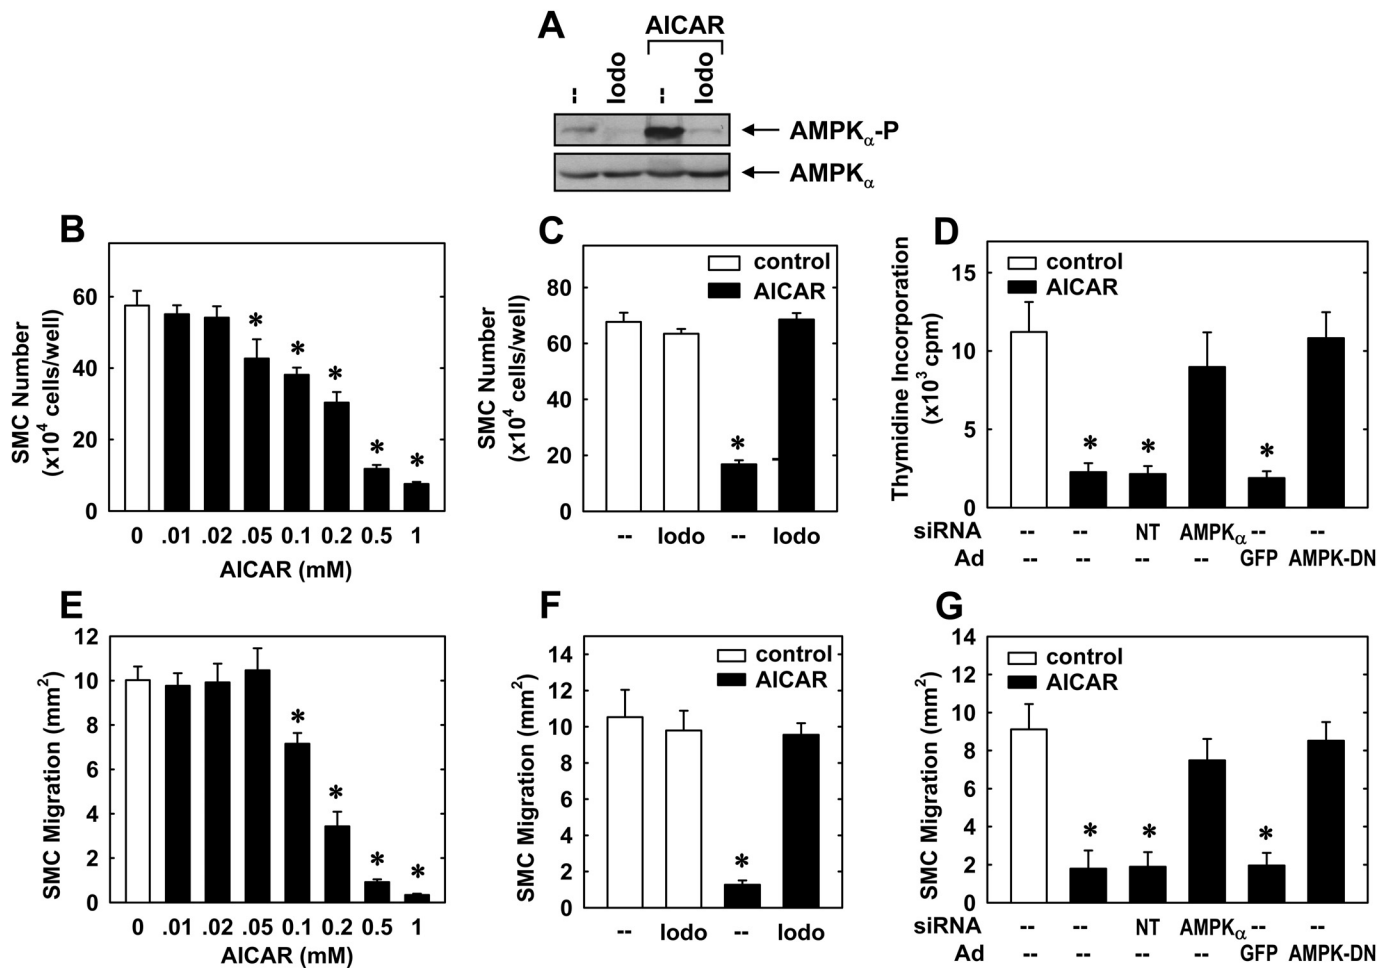 A
AICAR
-- Iodo -- Iodo
AMPKα-P
AMPKα
B
SMC Number
(x10⁴ cells/well)
60
40
20
0
* * * * *
0 .01 .02 .05 0.1 0.2 0.5 1
AICAR (mM)
C
SMC Number
(x10⁴ cells/well)
80
60
40
20
0
control
AICAR
*
-- Iodo -- Iodo
D
Thymidine Incorporation
(x10³ cpm)
15
10
5
0
control
AICAR
* * *
siRNA -- -- NT AMPKα -- --
Ad -- -- -- -- GFP AMPK-DN
E
SMC Migration (mm²)
12
10
8
6
4
2
0
* * * *
0 .01 .02 .05 0.1 0.2 0.5 1
AICAR (mM)
F
SMC Migration (mm²)
14
12
10
8
6
4
2
0
control
AICAR
*
-- Iodo -- Iodo
G
SMC Migration (mm²)
14
12
10
8
6
4
2
0
control
AICAR
* * *
siRNA -- -- NT AMPKα -- --
Ad -- -- -- -- GFP AMPK-DN